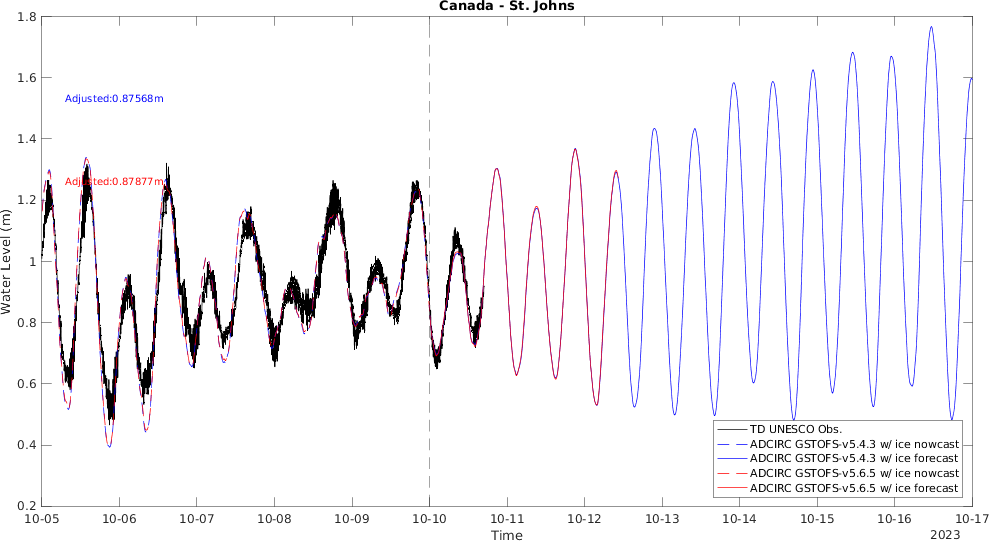 Canada - St. Johns
1.8
1.6
1.4
1.2
1
0.8
0.6
0.4
0.2
Water Level (m)
Adjusted:0.87568m
Adjusted:0.87877m
TD UNESCO Obs.
ADCIRC GSTOFS-v5.4.3 w/ ice nowcast
ADCIRC GSTOFS-v5.4.3 w/ ice forecast
ADCIRC GSTOFS-v5.6.5 w/ ice nowcast
ADCIRC GSTOFS-v5.6.5 w/ ice forecast
10-05 10-06 10-07 10-08 10-09 10-10 10-11 10-12 10-13 10-14 10-15 10-16 10-17
Time
2023